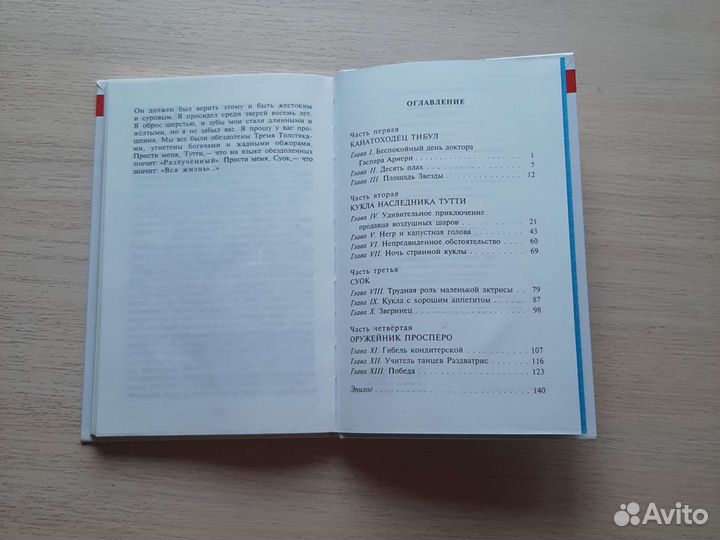 Он должен был верить этому и быть жестоким
и суровым. Я просидел среди зверей восемь лет.
Я оброс шерстью, и зубы мои стали длинными и
жёлтыми, но я не забыл вас. Я прошу у вас про-
щения. Мы все были обездолены Тремя Толстяка-
ми, угнетены богачами и жадными обжорами.
Прости меня, Тутти,— что на языке обездоленных
значит: «Разлучённый». Прости меня, Суок,— что
значит: «Вся жизнь»...»
ОГЛАВЛЕНИЕ
Часть первая
КАНАТОХОДЕЦ ТИБУЛ
Глава I. Беспокойный день доктора
Гаспара Арнери . . . . . . . . . . . . 1
Глава II. Десять плах . . . . . . . . . . . 7
Глава III. Площадь Звезды . . . . . . . . . 12
Часть вторая
КУКЛА НАСЛЕДНИКА ТУТТИ
Глава IV. Удивительное приключение
продавца воздушных шаров . . . . . . . . 21
Глава V. Негр и капустная голова . . . . . . 43
Глава VI. Непредвиденное обстоятельство . . . 60
Глава VII. Ночь странной куклы . . . . . . . 69
Часть третья
СУОК
Глава VIII. Трудная роль маленькой актрисы . . . . 79
Глава IX. Кукла с хорошим аппетитом . . . . . 87
Глава X. Зверинец . . . . . . . . . . . . 98
Часть четвёртая
ОРУЖЕЙНИК ПРОСПЕРО
Глава XI. Гибель кондитерской . . . . . . . 107
Глава XII. Учитель танцев Раздватрис . . . . . 116
Глава XIII. Победа . . . . . . . . . . . . 123
Эпилог . . . . . . . . . . . . . . . . 140
Avito